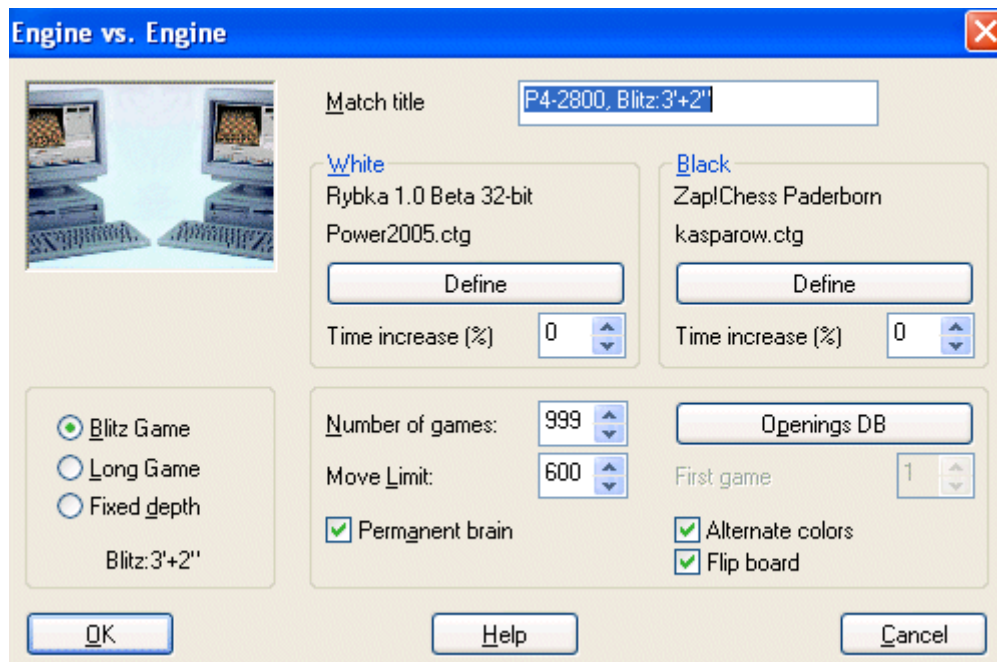 Engine vs. Engine
Match title P4-2800, Blitz:3'+2''
White
Rybka 1.0 Beta 32-bit
Power2005.ctg
Define
Time increase (%) 0
Black
Zap!Chess Paderborn
kasparow.ctg
Define
Time increase (%) 0
Blitz Game
Long Game
Fixed depth
Blitz:3'+2''
Number of games: 999
Move Limit: 600
Permanent brain
Openings DB
First game 1
Alternate colors
Flip board
OK Help Cancel